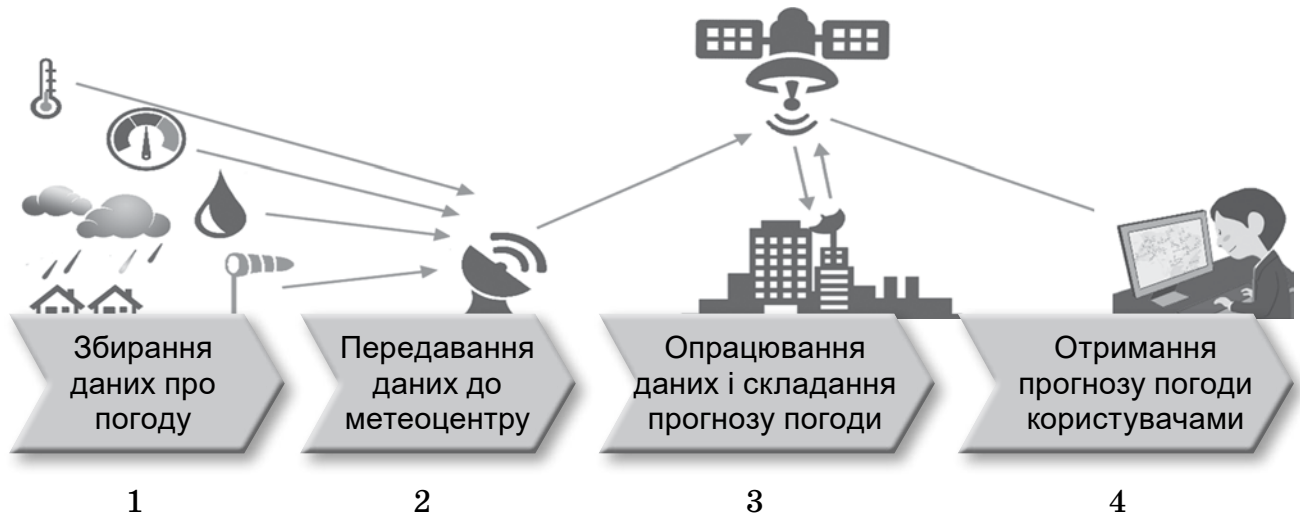 Збирання
даних про
погоду
Передавання
даних до
метеоцентру
Опрацювання
даних і складання
прогнозу погоди
Отримання
прогнозу погоди
користувачами
1
2
3
4